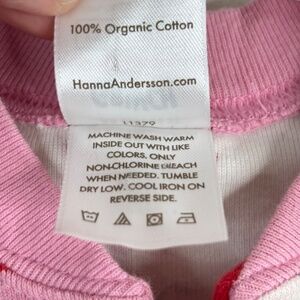 100% Organic Cotton
HannaAndersson.com
11379
MACHINE WASH WARM
INSIDE OUT WITH LIKE
COLORS. ONLY
NON-CHLORINE BLEACH
WHEN NEEDED. TUMBLE
DRY LOW. COOL IRON ON
REVERSE SIDE.